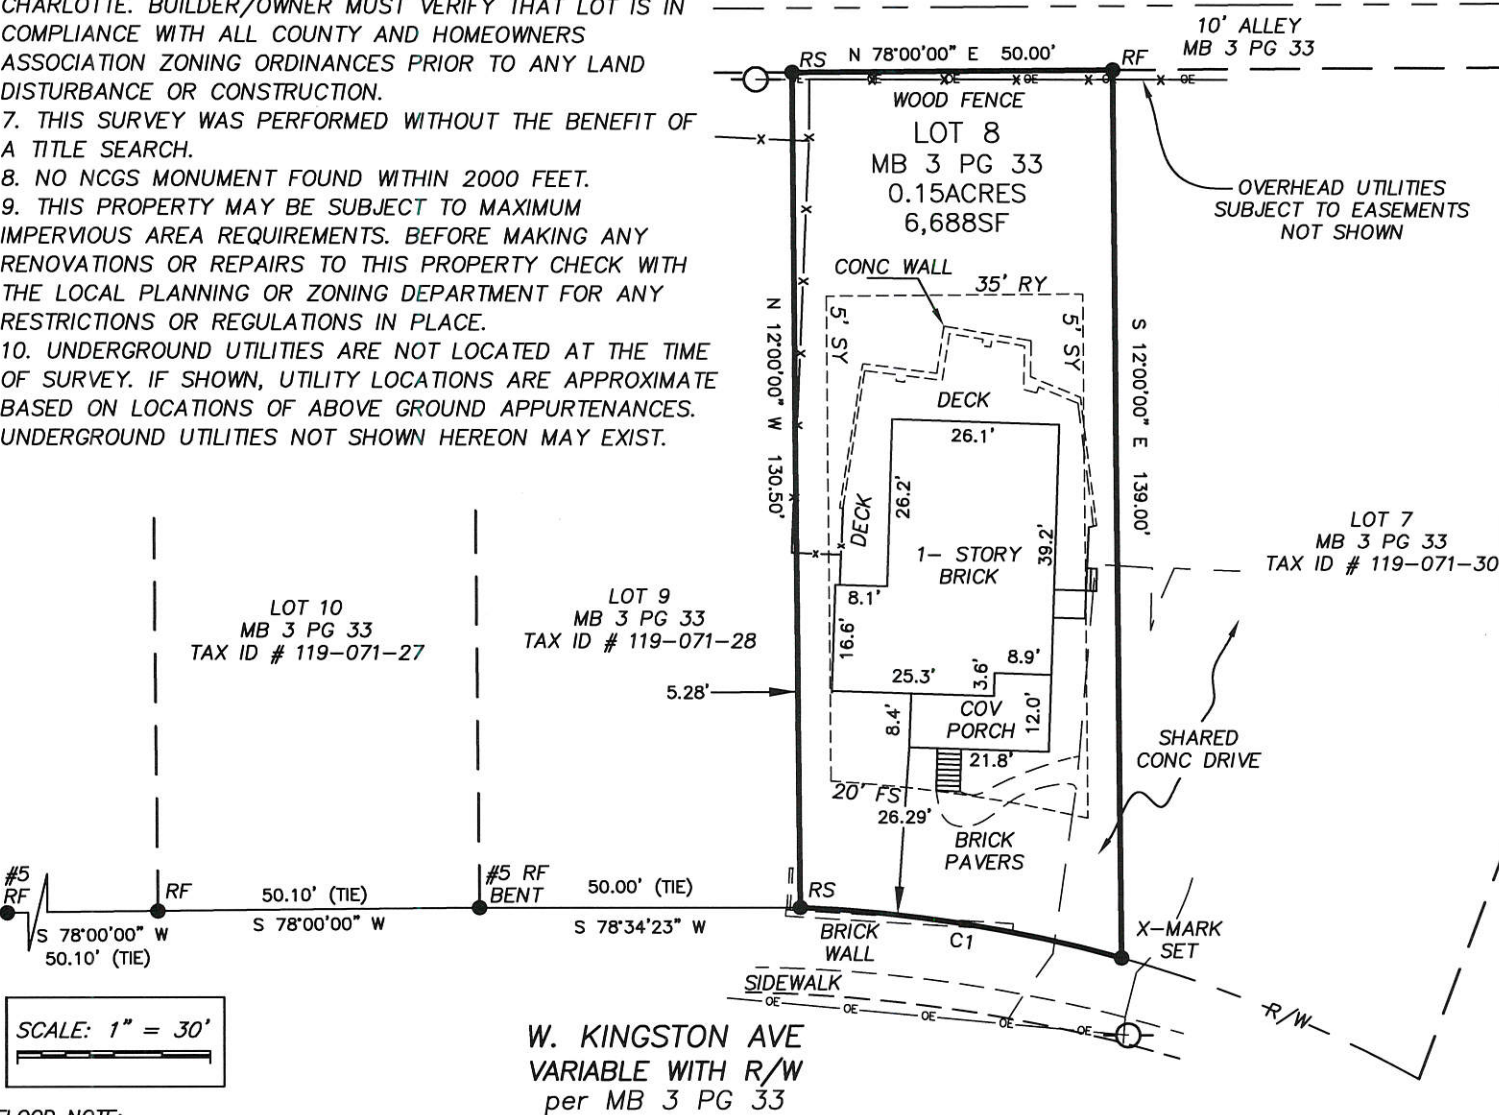 CHARLOTTE. BUILDER/OWNER MUST VERIFY THAT LOT IS IN
COMPLIANCE WITH ALL COUNTY AND HOMEOWNERS
ASSOCIATION ZONING ORDINANCES PRIOR TO ANY LAND
DISTURBANCE OR CONSTRUCTION.
7. THIS SURVEY WAS PERFORMED WITHOUT THE BENEFIT OF
A TITLE SEARCH.
8. NO NCGS MONUMENT FOUND WITHIN 2000 FEET.
9. THIS PROPERTY MAY BE SUBJECT TO MAXIMUM
IMPERVIOUS AREA REQUIREMENTS. BEFORE MAKING ANY
RENOVATIONS OR REPAIRS TO THIS PROPERTY CHECK WITH
THE LOCAL PLANNING OR ZONING DEPARTMENT FOR ANY
RESTRICTIONS OR REGULATIONS IN PLACE.
10. UNDERGROUND UTILITIES ARE NOT LOCATED AT THE TIME
OF SURVEY. IF SHOWN, UTILITY LOCATIONS ARE APPROXIMATE
BASED ON LOCATIONS OF ABOVE GROUND APPURTENANCES.
UNDERGROUND UTILITIES NOT SHOWN HEREON MAY EXIST.
10' ALLEY
MB 3 PG 33
RS
N 78°00'00" E 50.00'
RF
OE
OE
OE
OE
OE
WOOD FENCE
LOT 8
MB 3 PG 33
0.15ACRES
6,688SF
OVERHEAD UTILITIES
SUBJECT TO EASEMENTS
NOT SHOWN
CONC WALL
35' RY
5' SY
5' SY
N 12°00'00" W 130.50'
S 12°00'00" E 139.00'
DECK
26.1'
26.2'
DECK
39.2'
1- STORY
BRICK
8.1'
16.6'
25.3'
3.6'
8.9'
8.4'
COV
PORCH
12.0'
21.8'
5.28'
20' FS
26.29'
BRICK
PAVERS
SHARED
CONC DRIVE
LOT 7
MB 3 PG 33
TAX ID # 119-071-30
LOT 10
MB 3 PG 33
TAX ID # 119-071-27
LOT 9
MB 3 PG 33
TAX ID # 119-071-28
#5
RF
S 78°00'00" W
50.10' (TIE)
RF
50.10' (TIE)
S 78°00'00" W
#5 RF
BENT
50.00' (TIE)
S 78°34'23" W
RS
BRICK
WALL
C1
X-MARK
SET
SIDEWALK
OE
OE
OE
OE
OE
R/W
SCALE: 1" = 30'
W. KINGSTON AVE
VARIABLE WITH R/W
per MB 3 PG 33
FLOOD NOTE: